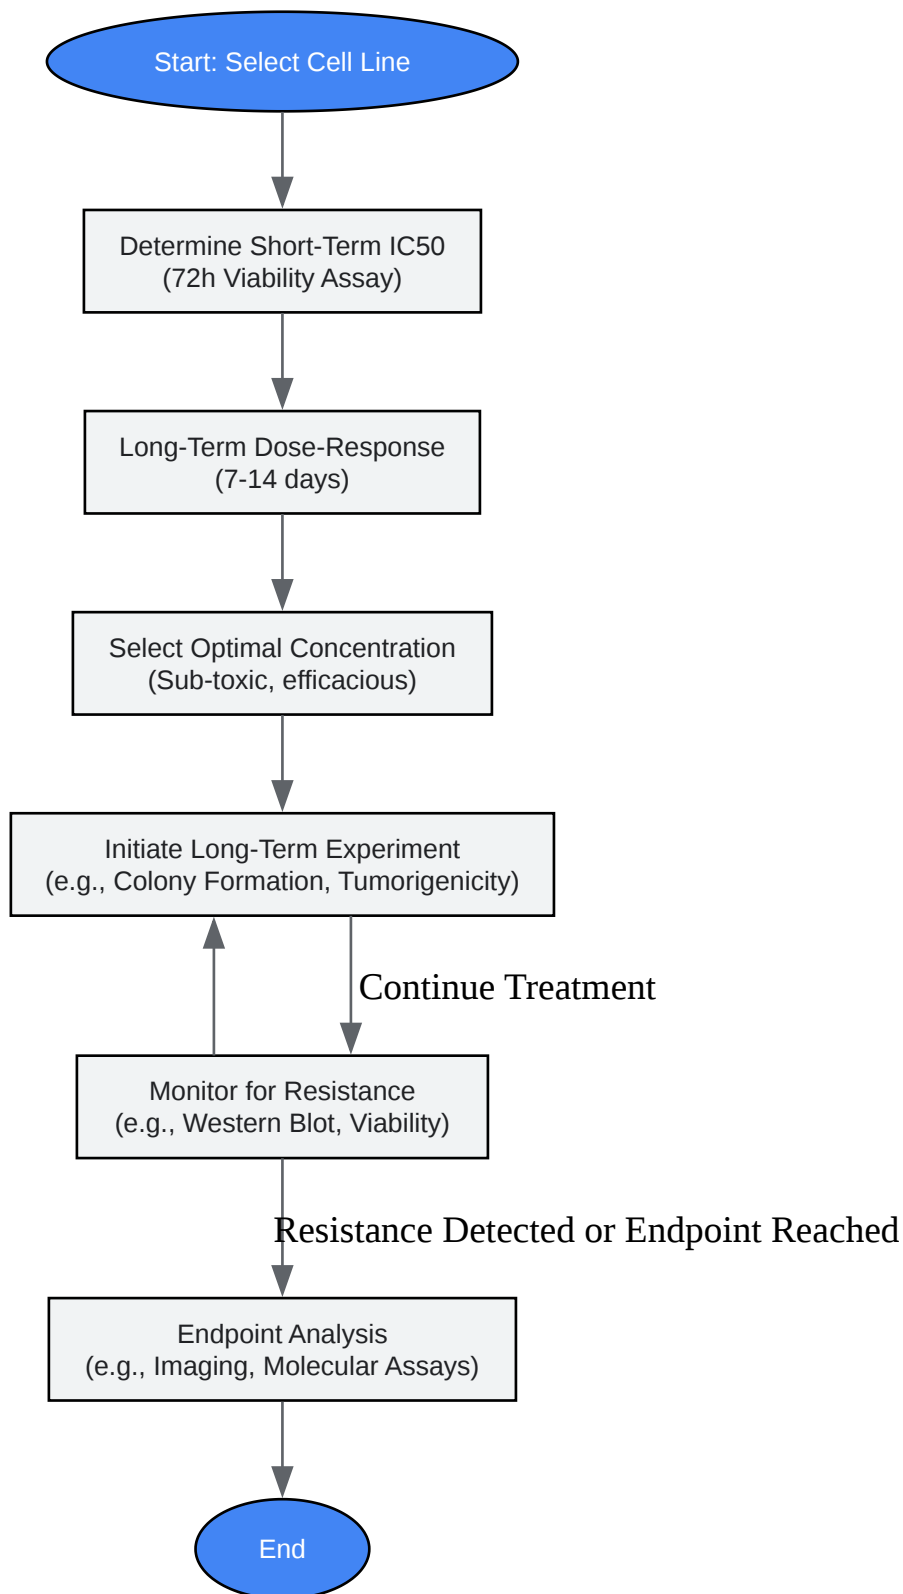 Start: Select Cell Line
Determine Short-Term IC50
(72h Viability Assay)
Long-Term Dose-Response
(7-14 days)
Select Optimal Concentration
(Sub-toxic, efficacious)
Initiate Long-Term Experiment
(e.g., Colony Formation, Tumorigenicity)
Continue Treatment
Monitor for Resistance
(e.g., Western Blot, Viability)
Resistance Detected or Endpoint Reached
Endpoint Analysis
(e.g., Imaging, Molecular Assays)
End